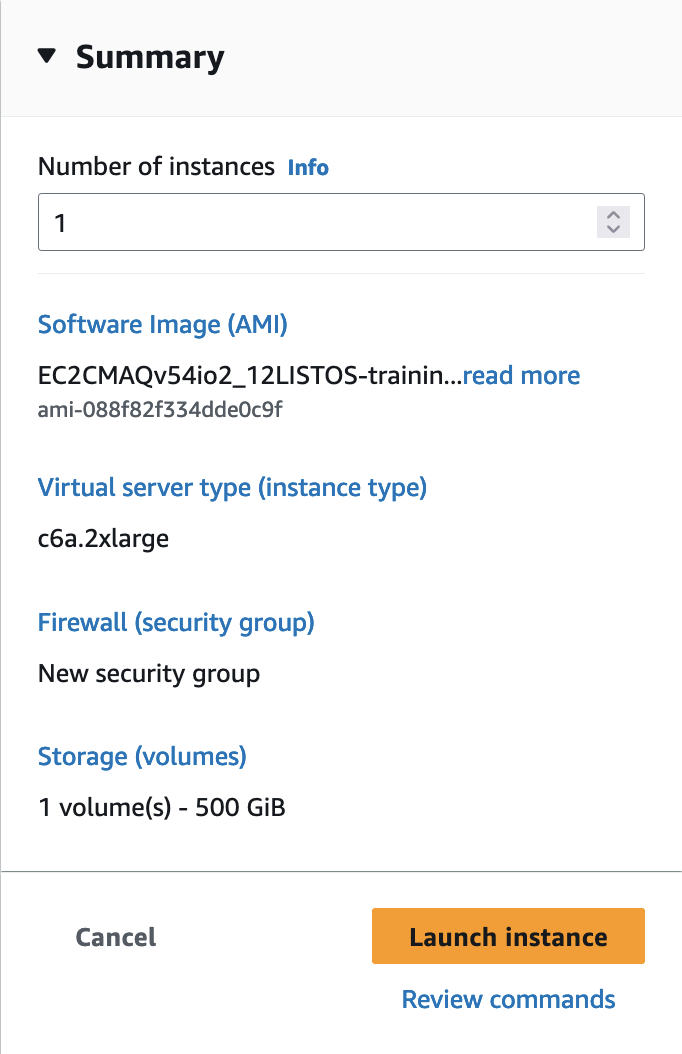 Summary
Number of instances Info
1
Software Image (AMI)
EC2CMAQv54io2_12LISTOS-trainin...read more
ami-088f82f334dde0c9f
Virtual server type (instance type)
c6a.2xlarge
Firewall (security group)
New security group
Storage (volumes)
1 volume(s) - 500 GiB
Cancel
Launch instance
Review commands